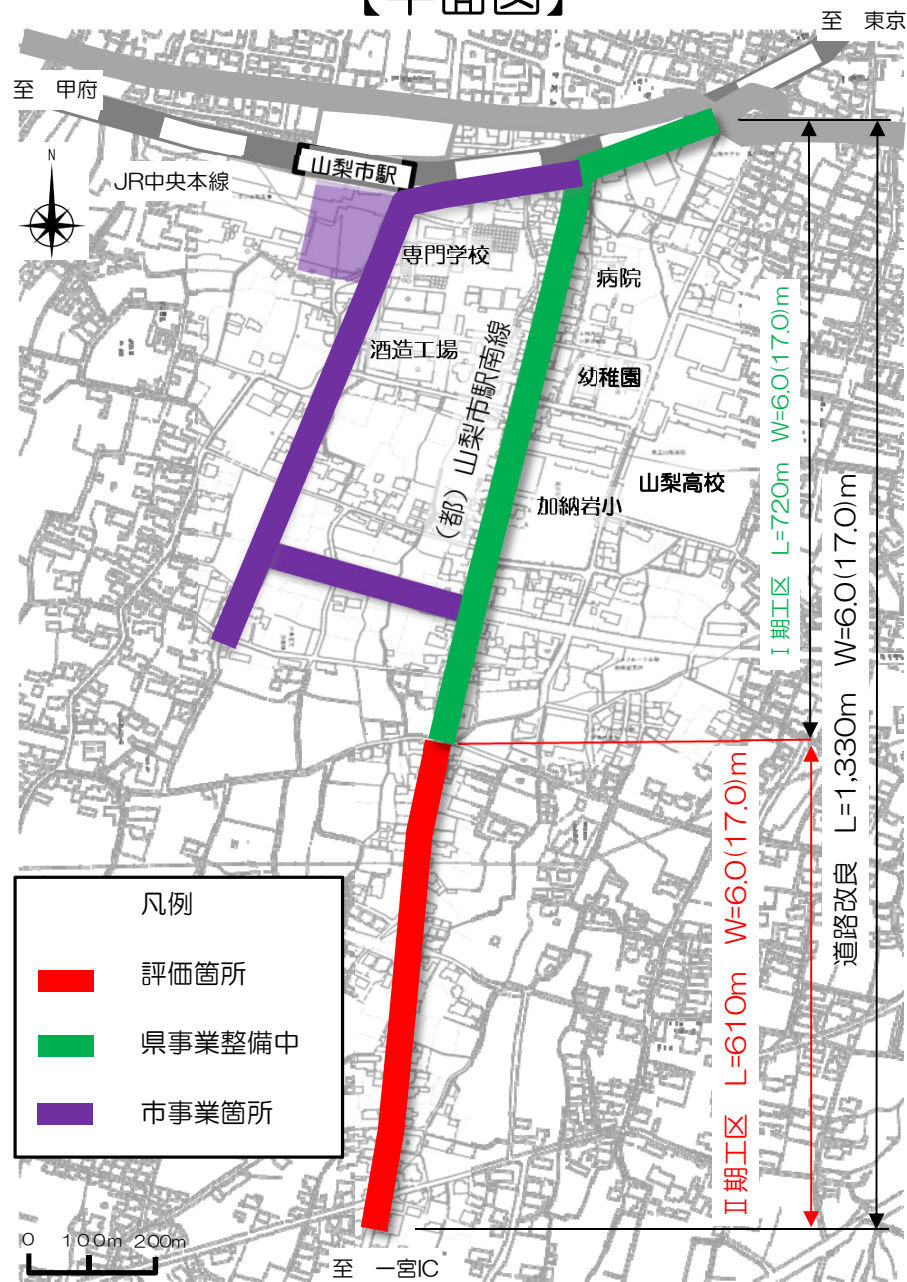 【平面図】
至 東京
至 甲府
N
JR中央本線
山梨市駅
専門学校
病院
酒造工場
幼稚園
(都) 山梨市駅南線
山梨高校
加納岩小
Ⅰ期工区 L=720m W=6.0(17.0)m
道路改良 L=1,330m W=6.0(17.0)m
Ⅱ期工区 L=610m W=6.0(17.0)m
凡例
評価箇所
県事業整備中
市事業箇所
0 100m 200m
至 一宮IC